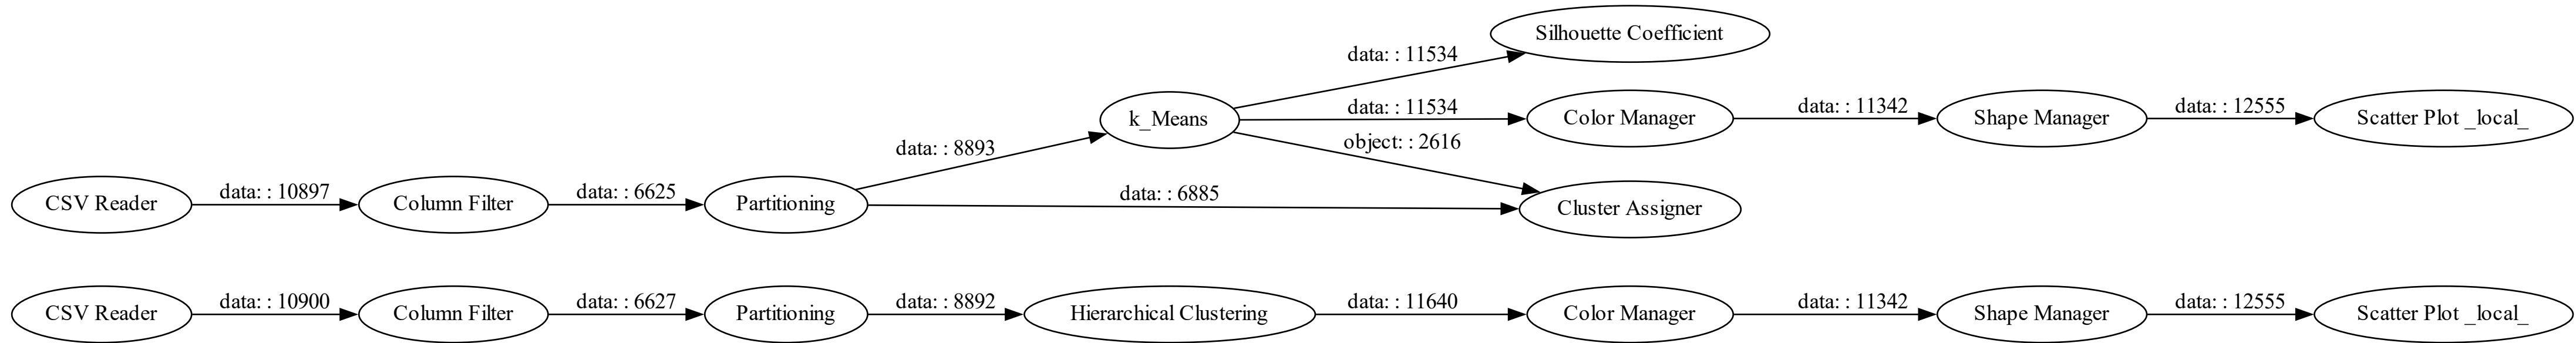 Silhouette Coefficient
data: : 11534
k_Means
data: : 11534
Color Manager
data: : 11342
Shape Manager
data: : 12555
Scatter Plot _local_
object: : 2616
data: : 8893
CSV Reader
data: : 10897
Column Filter
data: : 6625
Partitioning
data: : 6885
Cluster Assigner
CSV Reader
data: : 10900
Column Filter
data: : 6627
Partitioning
data: : 8892
Hierarchical Clustering
data: : 11640
Color Manager
data: : 11342
Shape Manager
data: : 12555
Scatter Plot _local_